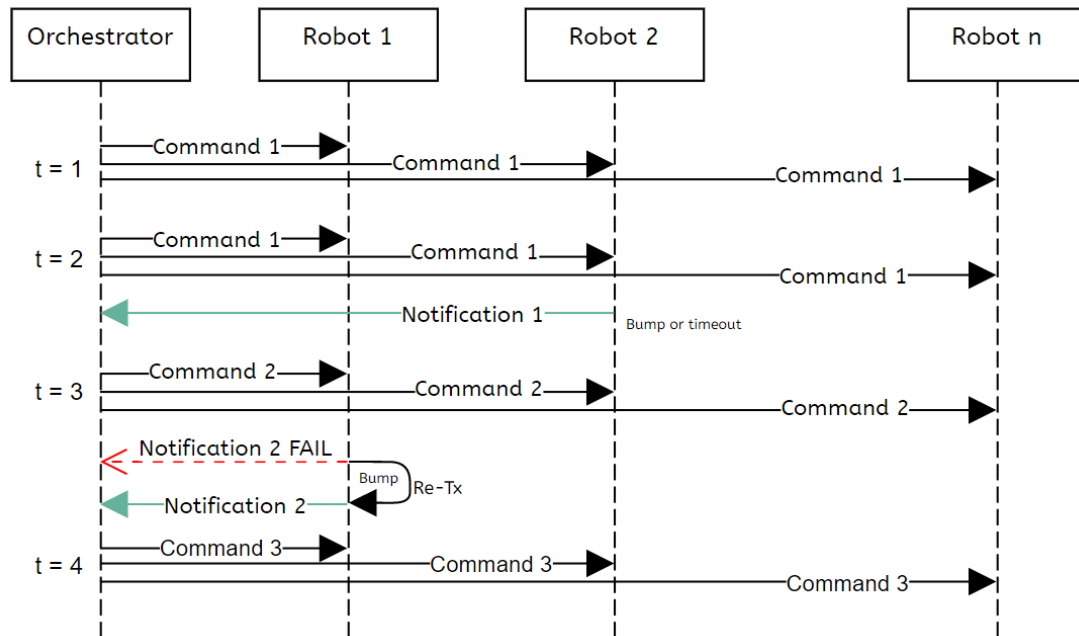 Orchestrator
Robot 1
Robot 2
Robot n
t = 1
Command 1
Command 1
Command 1
t = 2
Command 1
Command 1
Command 1
Notification 1
Bump or timeout
t = 3
Command 2
Command 2
Command 2
Notification 2 FAIL
Bump
Re-Tx
Notification 2
t = 4
Command 3
Command 3
Command 3